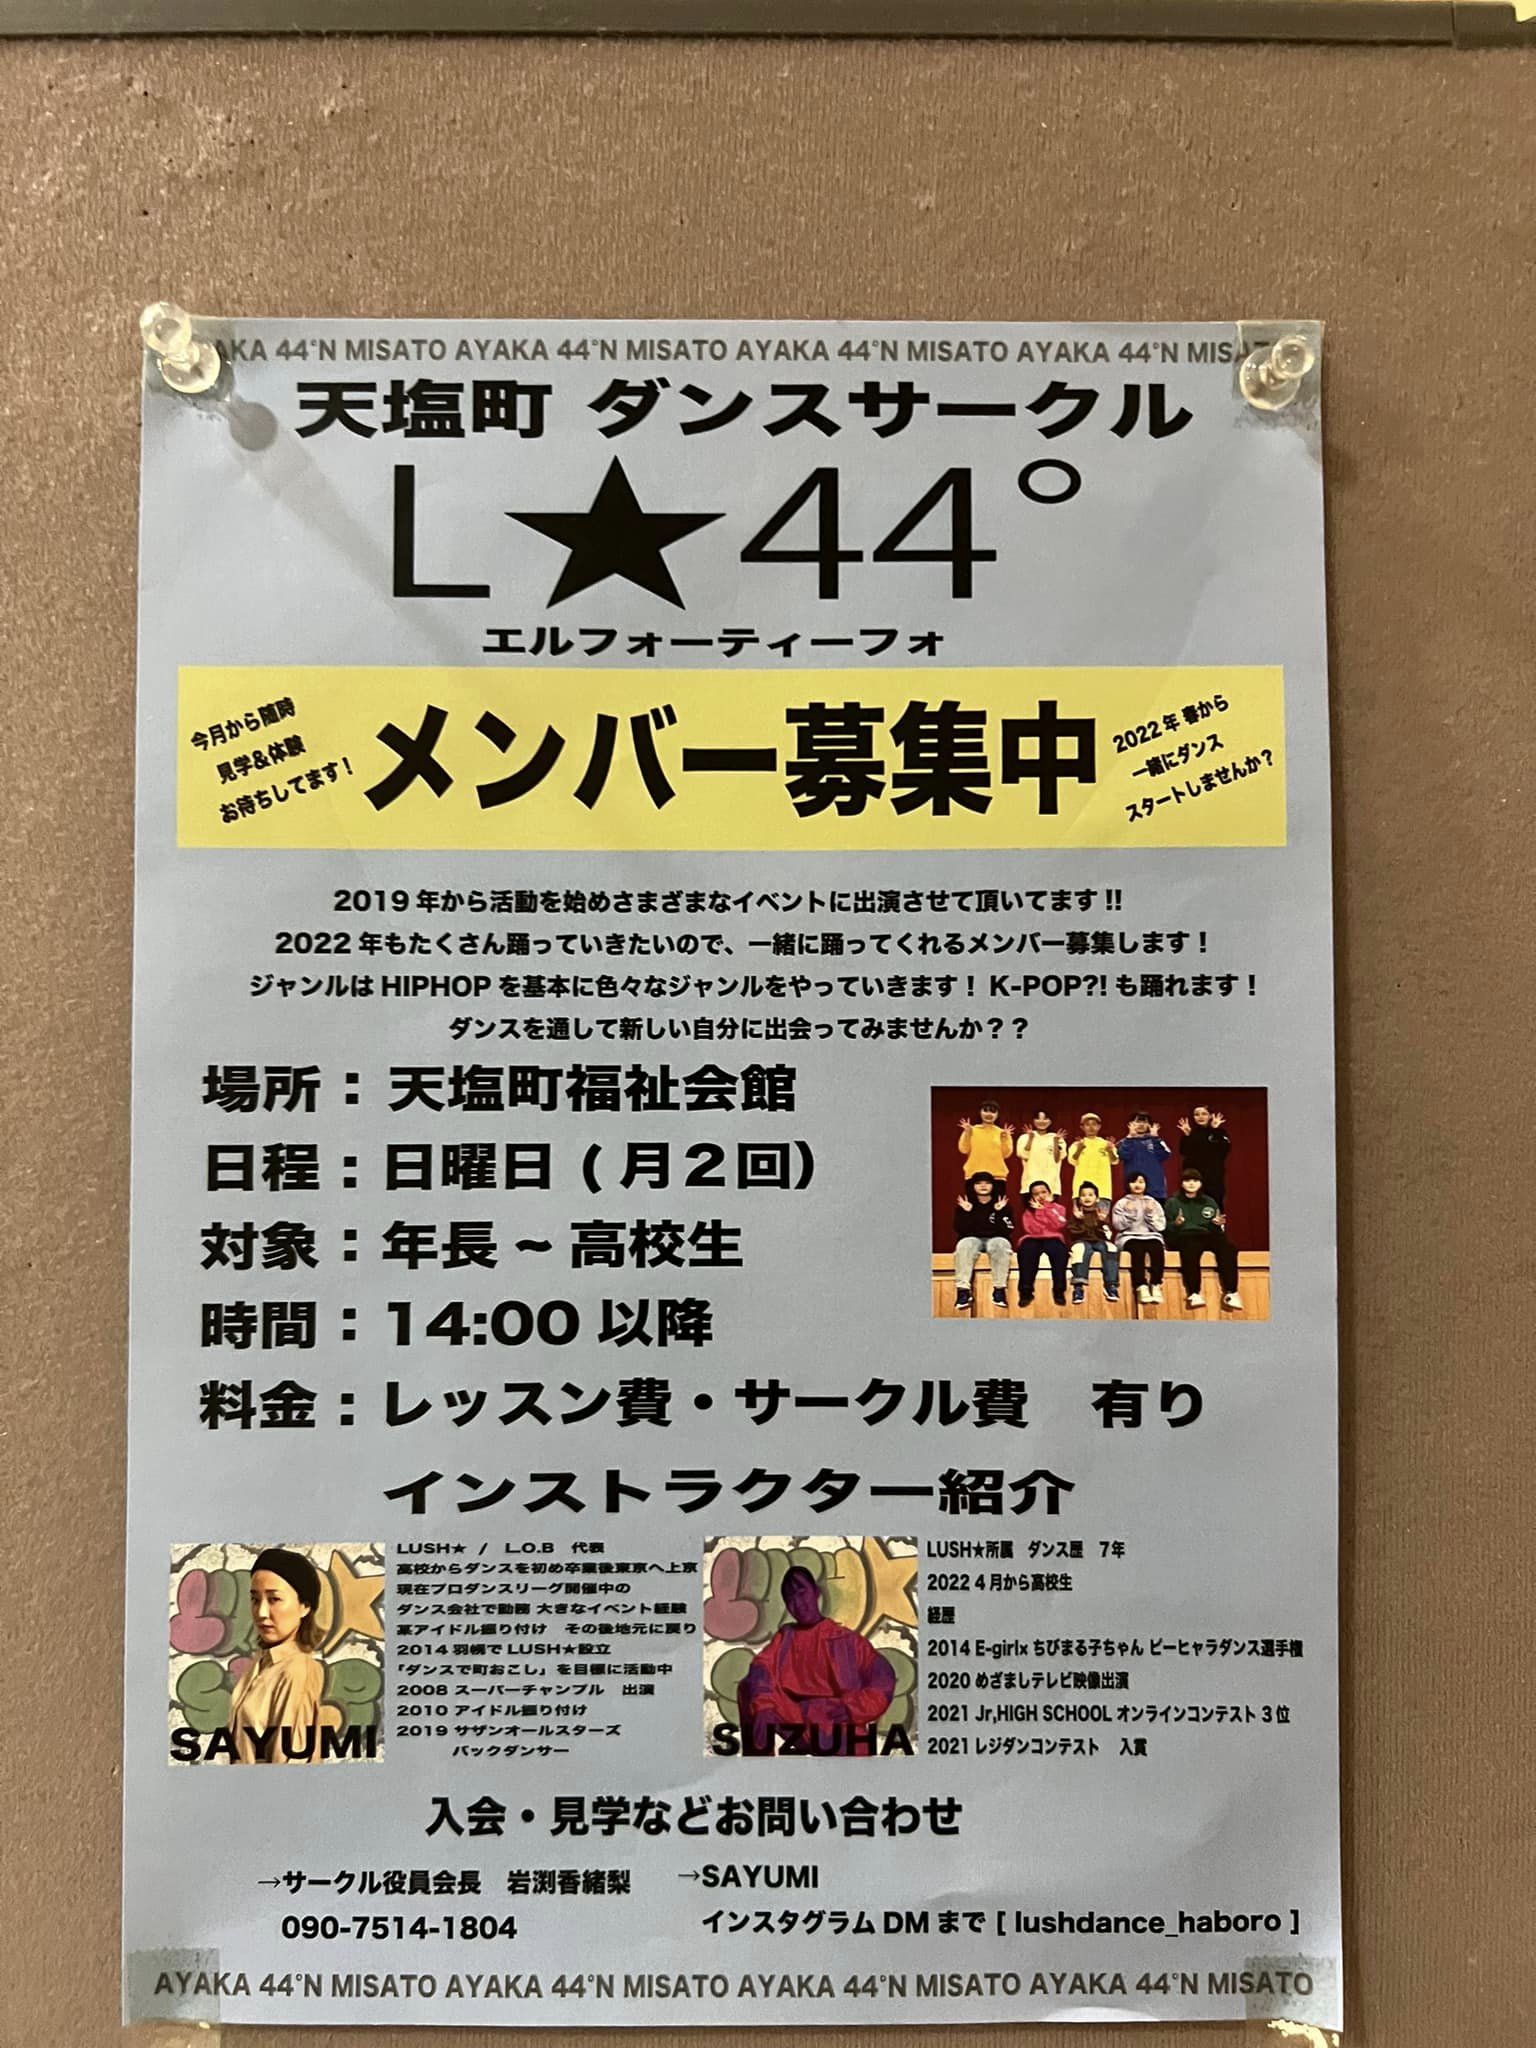 AKA 44°N MISATO AYAKA 44°N MISATO AYAKA 44°N MISATO AYAKA 44°N MISATO
天塩町 ダンスサークル
L★44°
エルフォーティーフォ
今月から随時
見学&体験
お待ちしてます!
メンバー募集中
2022年 春から
一緒にダンス
スタートしませんか?
2019年から活動を始めさまざまなイベントに出演させて頂いてます!!
2022年もたくさん踊っていきたいので、一緒に踊ってくれるメンバー募集します!
ジャンルはHIPHOPを基本に色々なジャンルをやっていきます! K-POP?!も踊れます!
ダンスを通して新しい自分に出会ってみませんか??
場所:天塩町福祉会館
日程:日曜日(月2回)
対象:年長~高校生
時間:14:00以降
料金:レッスン費・サークル費 有り
インストラクター紹介
SAYUMI
LUSH★ / L.O.B 代表
高校からダンスを初め卒業後東京へ上京
現在プロダンスリーグ開催中の
ダンス会社で勤務 大きなイベント経験
某アイドル振り付け その後地元に戻り
2014羽幌でLUSH★設立
「ダンスで町おこし」を目標に活動中
2008 スーパーチャンプル 出演
2010 アイドル振り付け
2019 サザンオールスターズ
バックダンサー
SUZUHA
LUSH★所属 ダンス歴 7年
2022 4月から高校生
経歴
2014 E-girl× ちびまる子ちゃん ピーヒャラダンス選手権
2020 めざましテレビ映像出演
2021 Jr,HIGH SCHOOL オンラインコンテスト 3位
2021 レジダンコンテスト 入賞
入会・見学などお問い合わせ
→サークル役員会長 岩渕香緒梨
090-7514-1804
→SAYUMI
インスタグラムDMまで [ lushdance_haboro ]
AYAKA 44°N MISATO AYAKA 44°N MISATO AYAKA 44°N MISATO AYAKA 44°N MISATO